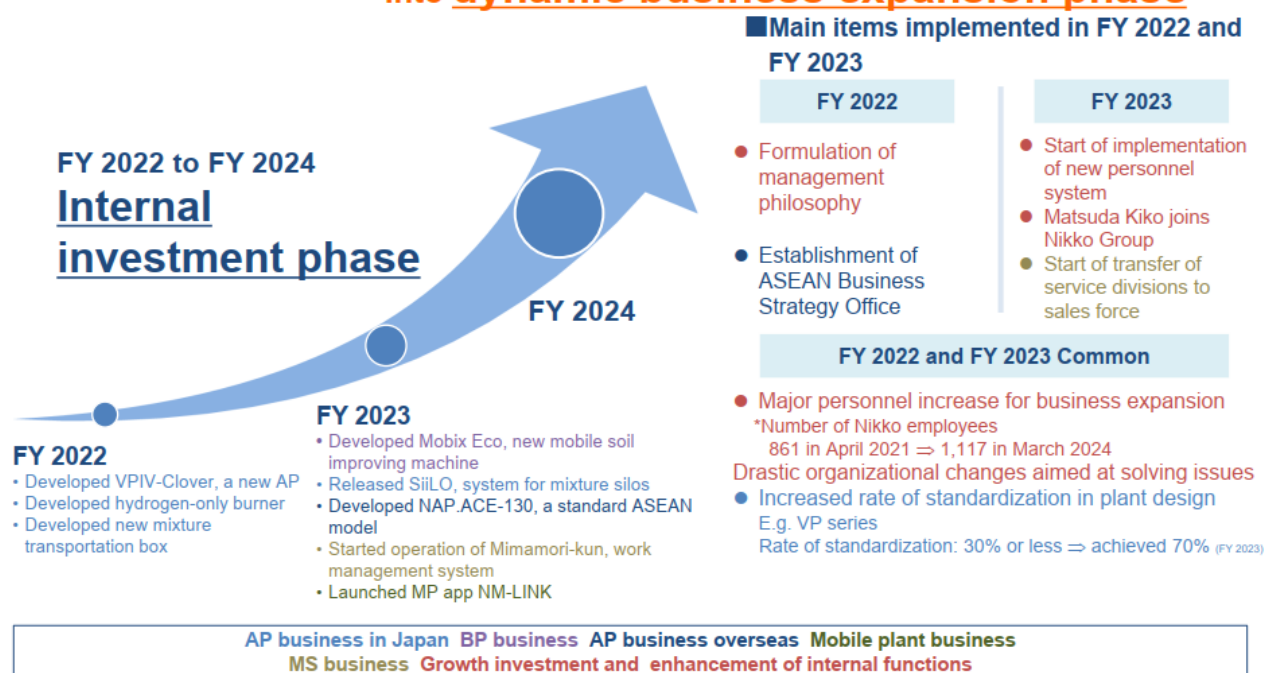 into dynamic business expansion phase
■Main items implemented in FY 2022 and
FY 2023
FY 2022
FY 2023
FY 2022 to FY 2024
Internal
investment phase
● Formulation of
management
philosophy
● Establishment of
ASEAN Business
Strategy Office
● Start of implementation
of new personnel
system
● Matsuda Kiko joins
Nikko Group
● Start of transfer of
service divisions to
sales force
FY 2024
FY 2022 and FY 2023 Common
● Major personnel increase for business expansion
*Number of Nikko employees
861 in April 2021 ⇒ 1,117 in March 2024
Drastic organizational changes aimed at solving issues
● Increased rate of standardization in plant design
E.g. VP series
Rate of standardization: 30% or less ⇒ achieved 70% (FY 2023)
FY 2022
• Developed VPIV-Clover, a new AP
• Developed hydrogen-only burner
• Developed new mixture
transportation box
FY 2023
• Developed Mobix Eco, new mobile soil
improving machine
• Released SiiLO, system for mixture silos
• Developed NAP.ACE-130, a standard ASEAN
model
• Started operation of Mimamori-kun, work
management system
• Launched MP app NM-LINK
AP business in Japan BP business AP business overseas Mobile plant business
MS business Growth investment and enhancement of internal functions